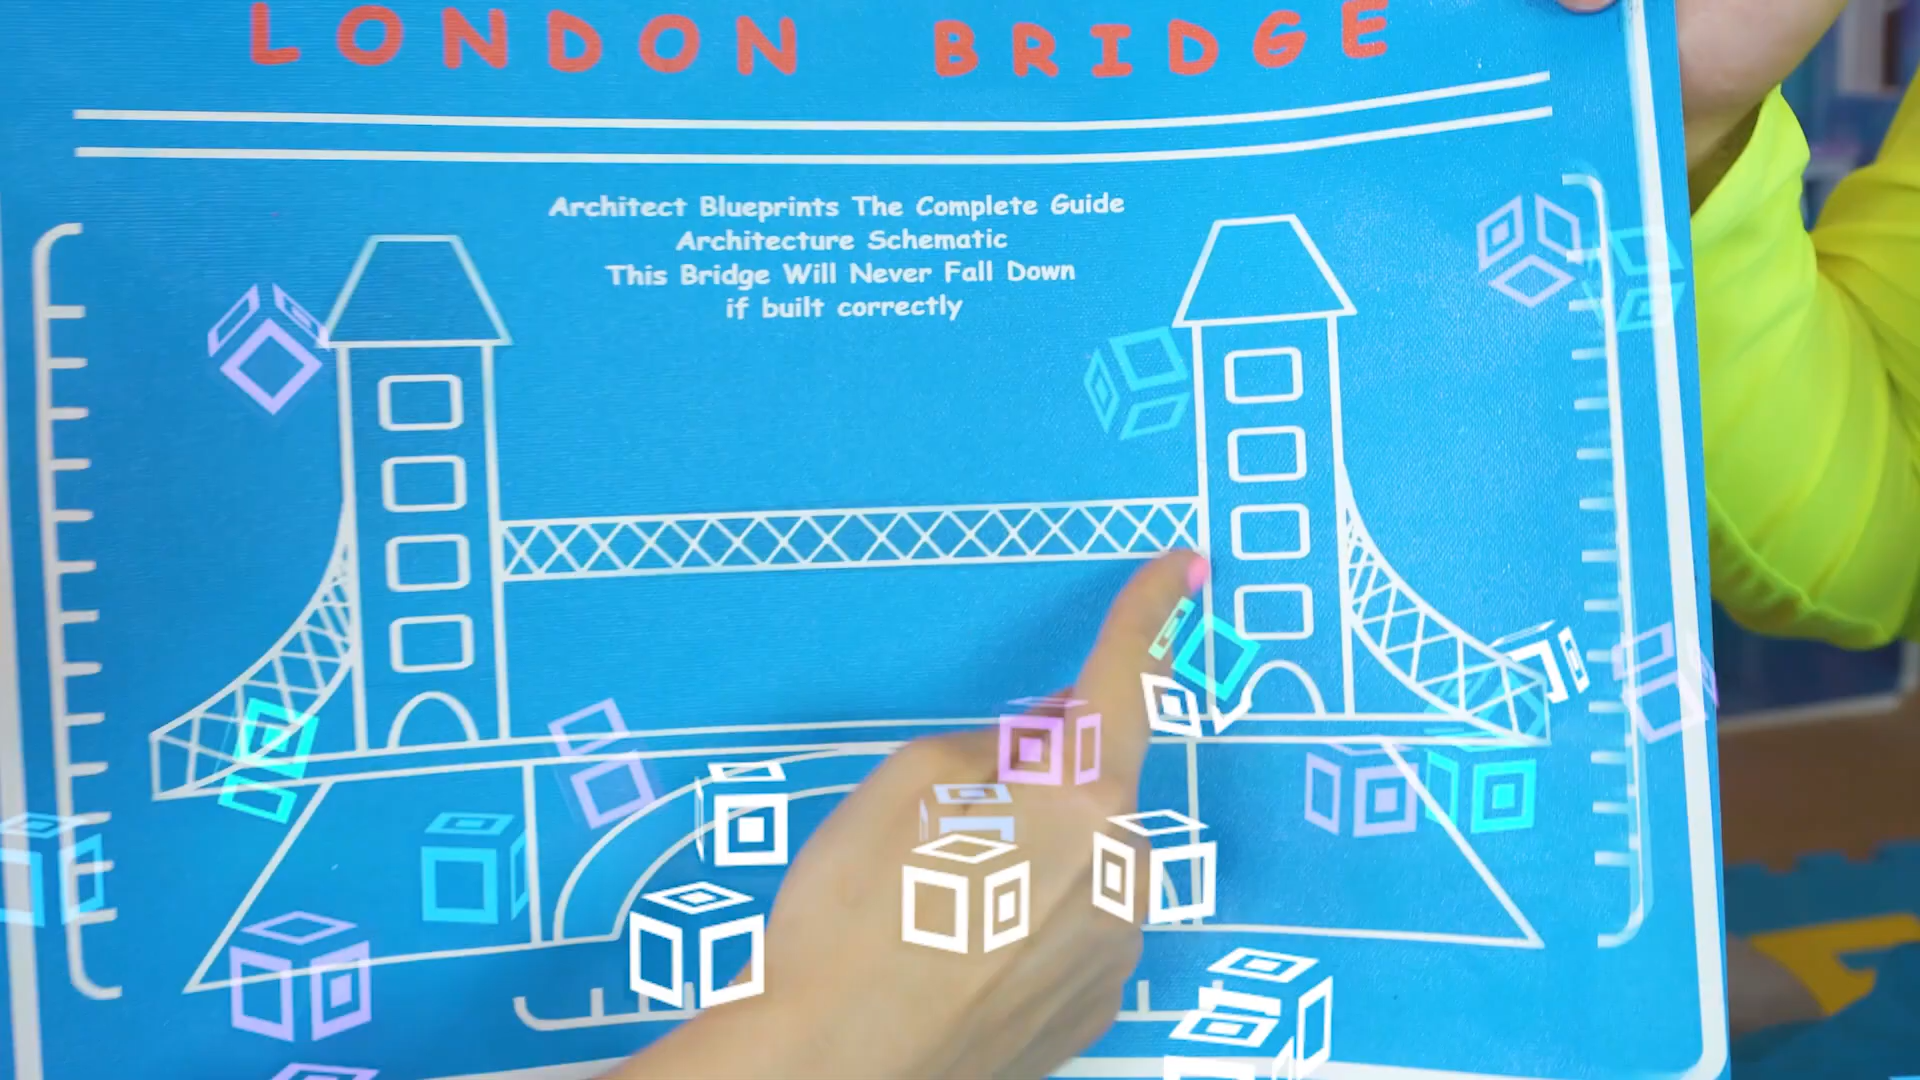 LONDON BRIDGE
Architect Blueprints The Complete Guide
Architecture Schematic
This Bridge Will Never Fall Down
if built correctly